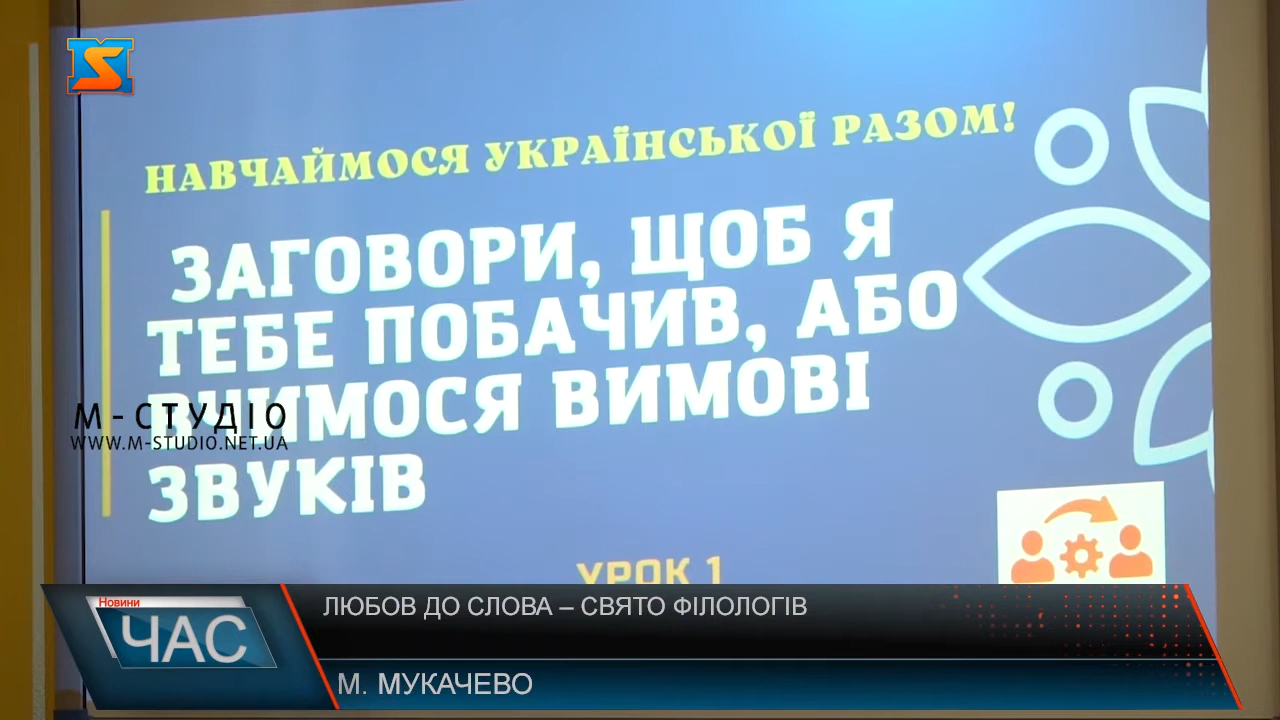 НАВЧАЙМОСЯ УКРАЇНСЬКОЇ РАЗОМ!
ЗАГОВОРИ, ЩОБ Я
ТЕБЕ ПОБАЧИВ, АБО
ВЧИМОСЯ ВИМОВІ
ЗВУКІВ
М-СТУДІО
WWW.M-STUDIO.NET.UA
УРОК 1
Новини
ЧАС
ЛЮБОВ ДО СЛОВА – СВЯТО ФІЛОЛОГІВ
М. МУКАЧЕВО